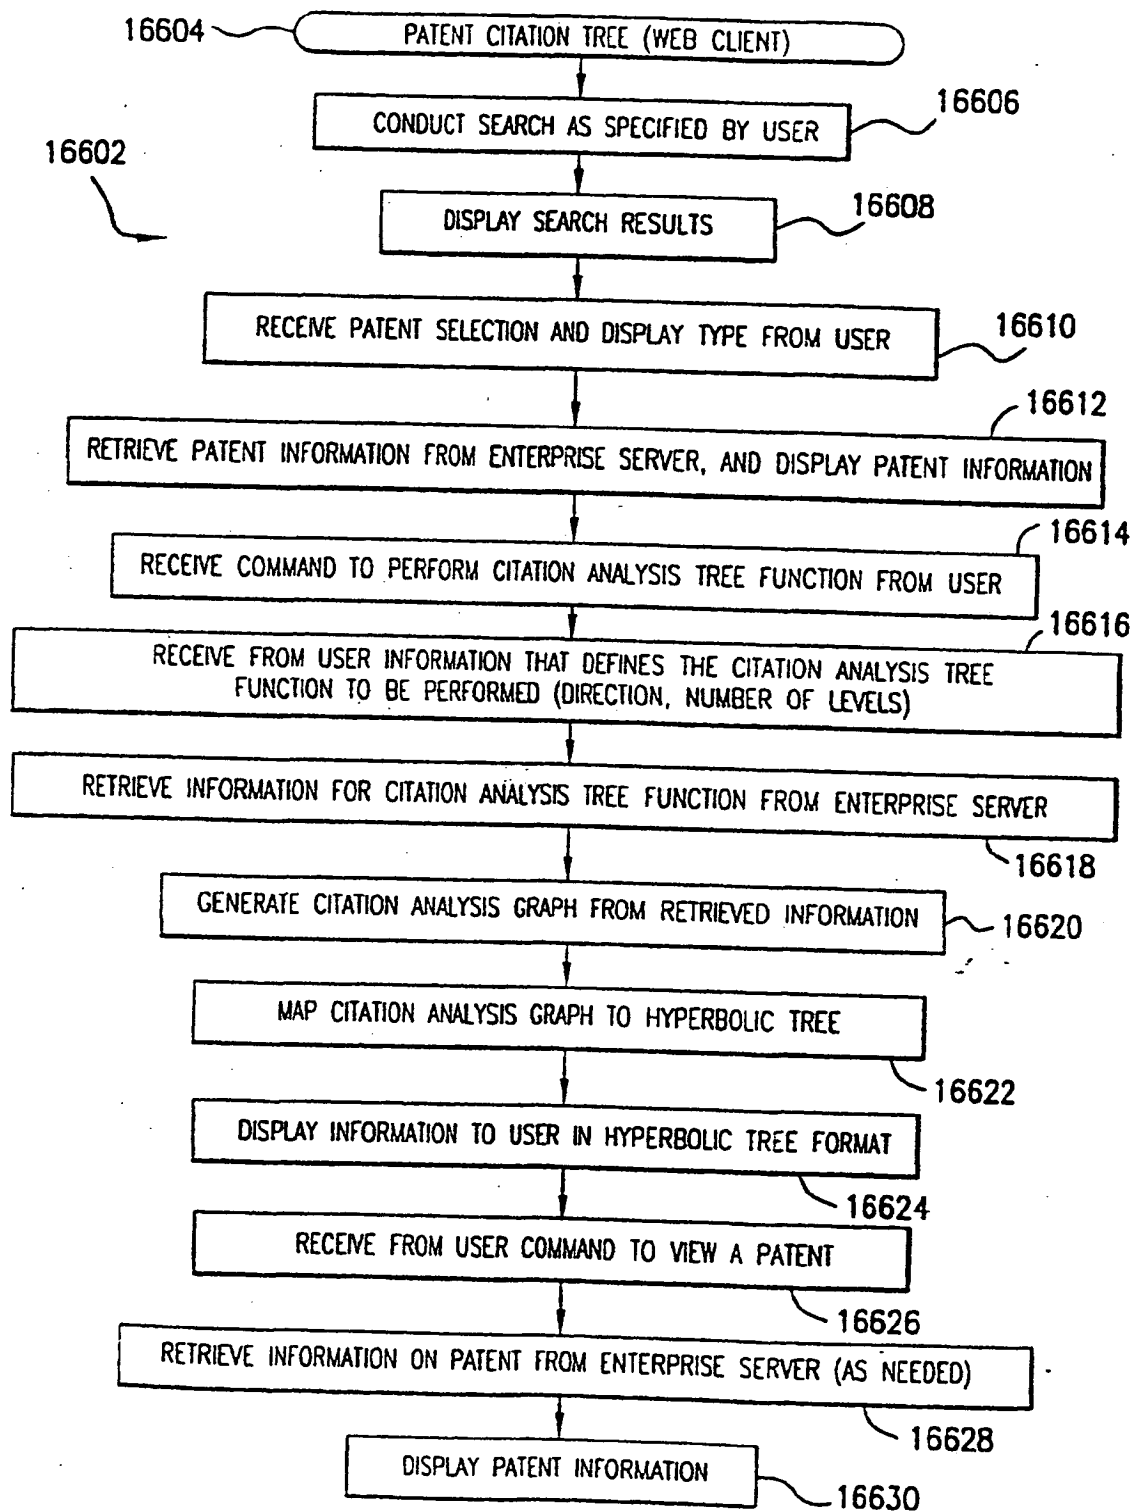 16604
PATENT CITATION TREE (WEB CLIENT)
16606
CONDUCT SEARCH AS SPECIFIED BY USER
16602
16608
DISPLAY SEARCH RESULTS
16610
RECEIVE PATENT SELECTION AND DISPLAY TYPE FROM USER
16612
RETRIEVE PATENT INFORMATION FROM ENTERPRISE SERVER, AND DISPLAY PATENT INFORMATION
16614
RECEIVE COMMAND TO PERFORM CITATION ANALYSIS TREE FUNCTION FROM USER
16616
RECEIVE FROM USER INFORMATION THAT DEFINES THE CITATION ANALYSIS TREE
FUNCTION TO BE PERFORMED (DIRECTION, NUMBER OF LEVELS)
RETRIEVE INFORMATION FOR CITATION ANALYSIS TREE FUNCTION FROM ENTERPRISE SERVER
16618
GENERATE CITATION ANALYSIS GRAPH FROM RETRIEVED INFORMATION
16620
MAP CITATION ANALYSIS GRAPH TO HYPERBOLIC TREE
16622
DISPLAY INFORMATION TO USER IN HYPERBOLIC TREE FORMAT
16624
RECEIVE FROM USER COMMAND TO VIEW A PATENT
16626
RETRIEVE INFORMATION ON PATENT FROM ENTERPRISE SERVER (AS NEEDED)
16628
DISPLAY PATENT INFORMATION
16630